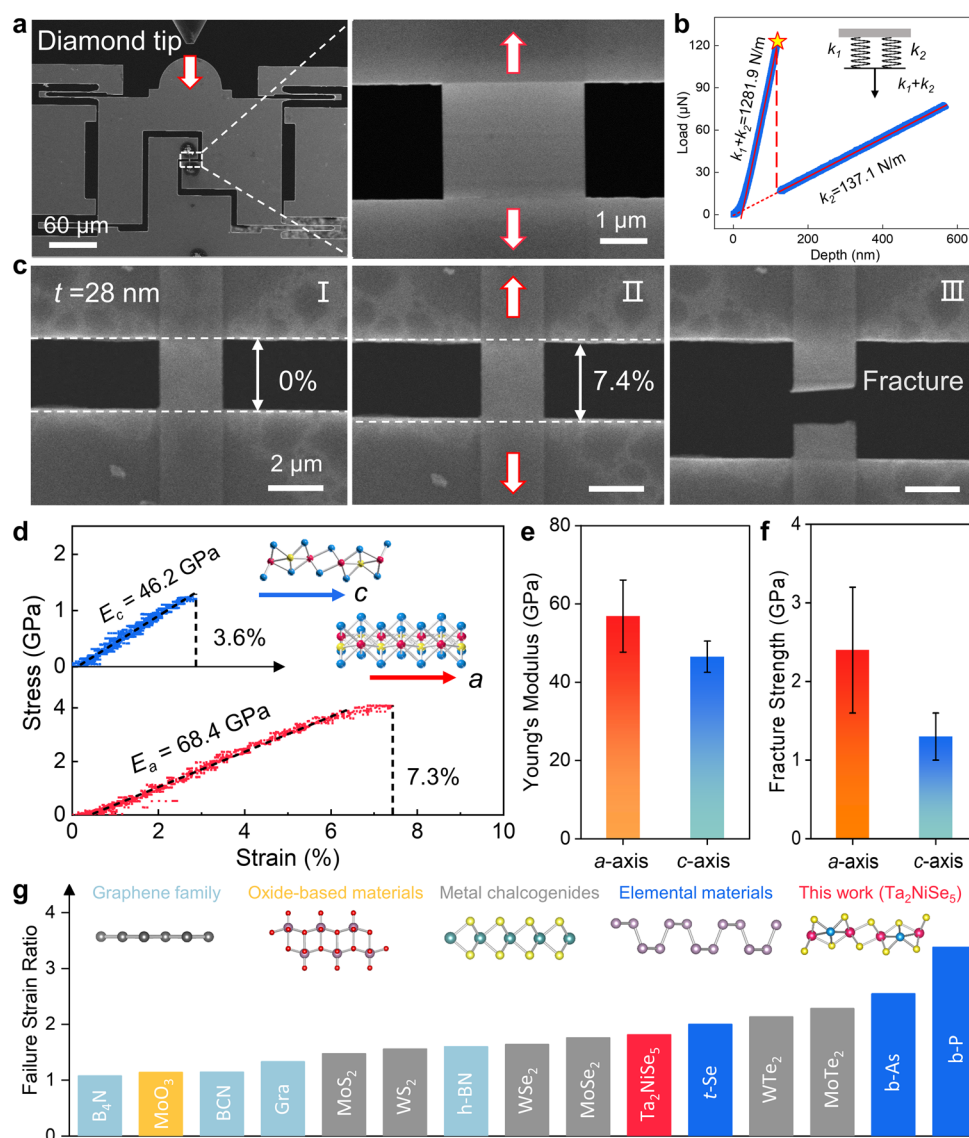 a
Diamond tip
60 μm
1 μm
b
120
90
60
30
0
Load (μN)
k₁+k₂=1281.9 N/m
k₂=137.1 N/m
k₁
k₂
k₁+k₂
0
200
400
600
Depth (nm)
c
t =28 nm
I
0%
2 μm
II
7.4%
III
Fracture
d
Stress (GPa)
2
1
0
E_c = 46.2 GPa
3.6%
c
a
4
2
0
E_a = 68.4 GPa
7.3%
0
2
4
6
8
10
Strain (%)
e
Young's Modulus (GPa)
80
60
40
20
0
a-axis
c-axis
f
Fracture Strength (GPa)
4
3
2
1
0
a-axis
c-axis
g
Graphene family
Oxide-based materials
Metal chalcogenides
Elemental materials
This work (Ta₂NiSe₅)
Failure Strain Ratio
4
3
2
1
0
B₄N
MoO₃
BCN
Gra
MoS₂
WS₂
h-BN
WSe₂
MoSe₂
Ta₂NiSe₅
t-Se
WTe₂
MoTe₂
b-As
b-P